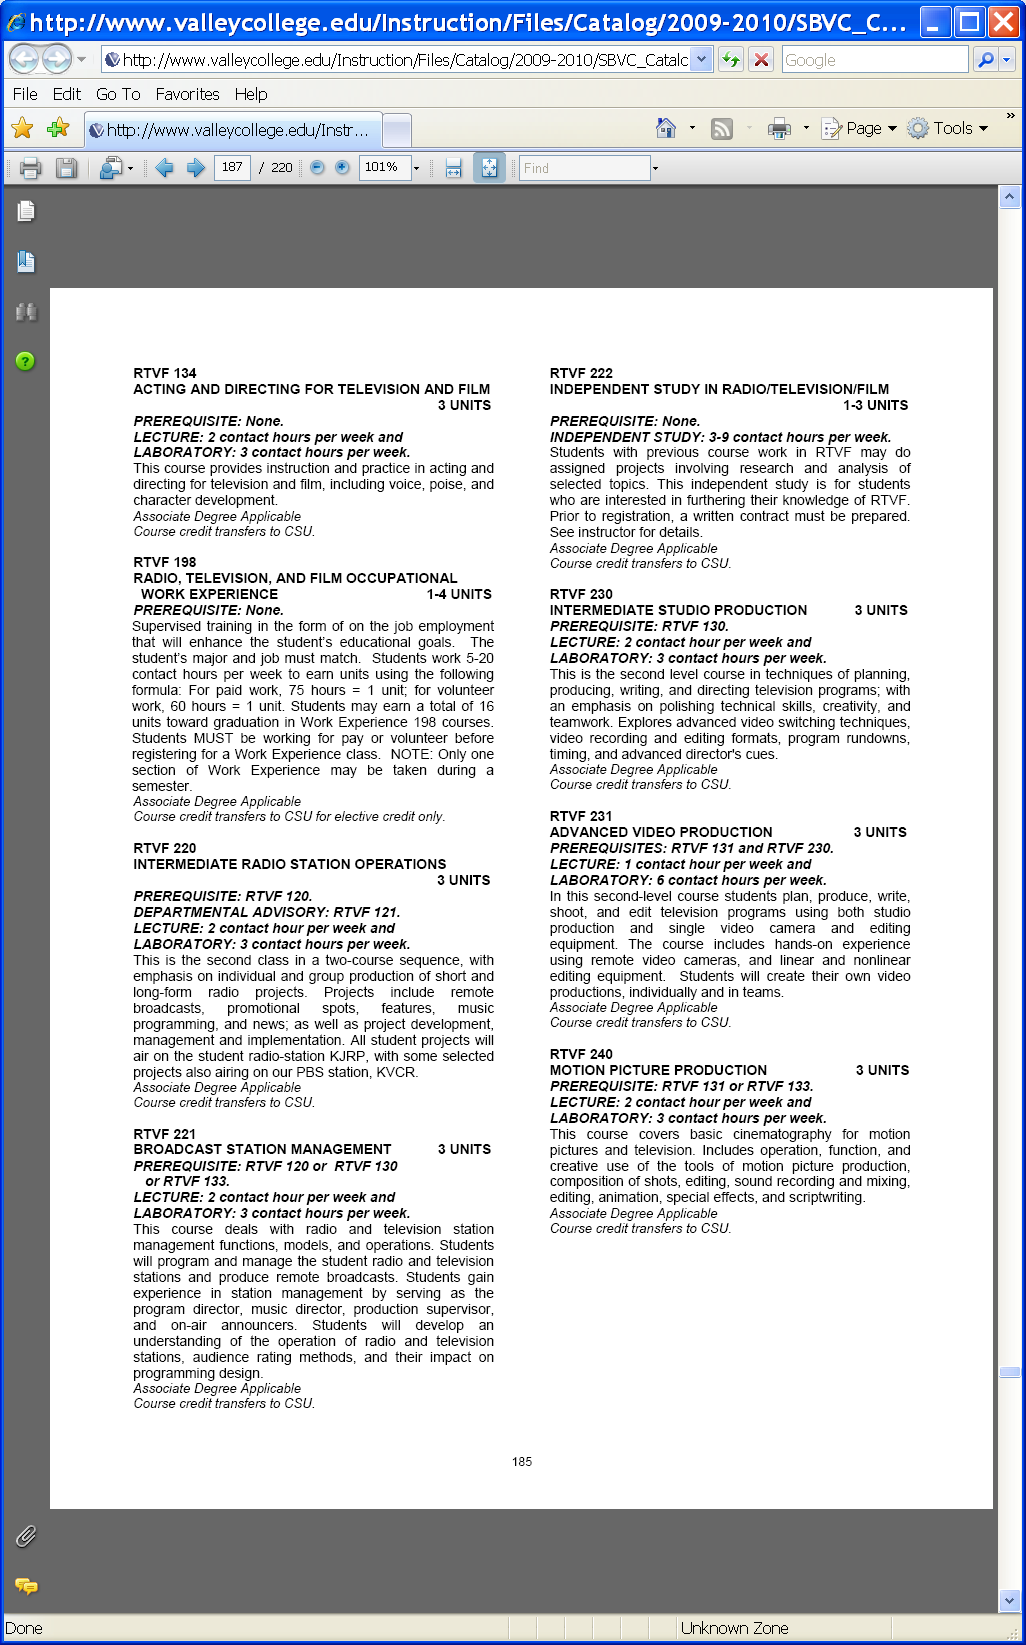 http://www.valleycollege.edu/Instruction/Files/Catalog/2009-2010/SBVC_C...
http://www.valleycollege.edu/Instruction/Files/Catalog/2009-2010/SBVC_Catalc
Google
File Edit Go To Favorites Help
http://www.valleycollege.edu/Instr...
Page Tools
187 / 220 101% Find
RTVF 134
ACTING AND DIRECTING FOR TELEVISION AND FILM
3 UNITS
PREREQUISITE: None.
LECTURE: 2 contact hours per week and
LABORATORY: 3 contact hours per week.
This course provides instruction and practice in acting and
directing for television and film, including voice, poise, and
character development.
Associate Degree Applicable
Course credit transfers to CSU.
RTVF 198
RADIO, TELEVISION, AND FILM OCCUPATIONAL
WORK EXPERIENCE 1-4 UNITS
PREREQUISITE: None.
Supervised training in the form of on the job employment
that will enhance the student's educational goals. The
student's major and job must match. Students work 5-20
contact hours per week to earn units using the following
formula: For paid work, 75 hours = 1 unit; for volunteer
work, 60 hours = 1 unit. Students may earn a total of 16
units toward graduation in Work Experience 198 courses.
Students MUST be working for pay or volunteer before
registering for a Work Experience class. NOTE: Only one
section of Work Experience may be taken during a
semester.
Associate Degree Applicable
Course credit transfers to CSU for elective credit only.
RTVF 220
INTERMEDIATE RADIO STATION OPERATIONS
3 UNITS
PREREQUISITE: RTVF 120.
DEPARTMENTAL ADVISORY: RTVF 121.
LECTURE: 2 contact hour per week and
LABORATORY: 3 contact hours per week.
This is the second class in a two-course sequence, with
emphasis on individual and group production of short and
long-form radio projects. Projects include remote
broadcasts, promotional spots, features, music
programming, and news; as well as project development,
management and implementation. All student projects will
air on the student radio-station KJRP, with some selected
projects also airing on our PBS station, KVCR.
Associate Degree Applicable
Course credit transfers to CSU.
RTVF 221
BROADCAST STATION MANAGEMENT 3 UNITS
PREREQUISITE: RTVF 120 or RTVF 130
or RTVF 133.
LECTURE: 2 contact hour per week and
LABORATORY: 3 contact hours per week.
This course deals with radio and television station
management functions, models, and operations. Students
will program and manage the student radio and television
stations and produce remote broadcasts. Students gain
experience in station management by serving as the
program director, music director, production supervisor,
and on-air announcers. Students will develop an
understanding of the operation of radio and television
stations, audience rating methods, and their impact on
programming design.
Associate Degree Applicable
Course credit transfers to CSU.
RTVF 222
INDEPENDENT STUDY IN RADIO/TELEVISION/FILM
1-3 UNITS
PREREQUISITE: None.
INDEPENDENT STUDY: 3-9 contact hours per week.
Students with previous course work in RTVF may do
assigned projects involving research and analysis of
selected topics. This independent study is for students
who are interested in furthering their knowledge of RTVF.
Prior to registration, a written contract must be prepared.
See instructor for details.
Associate Degree Applicable
Course credit transfers to CSU.
RTVF 230
INTERMEDIATE STUDIO PRODUCTION 3 UNITS
PREREQUISITE: RTVF 130.
LECTURE: 2 contact hour per week and
LABORATORY: 3 contact hours per week.
This is the second level course in techniques of planning,
producing, writing, and directing television programs; with
an emphasis on polishing technical skills, creativity, and
teamwork. Explores advanced video switching techniques,
video recording and editing formats, program rundowns,
timing, and advanced director's cues.
Associate Degree Applicable
Course credit transfers to CSU.
RTVF 231
ADVANCED VIDEO PRODUCTION 3 UNITS
PREREQUISITES: RTVF 131 and RTVF 230.
LECTURE: 1 contact hour per week and
LABORATORY: 6 contact hours per week.
In this second-level course students plan, produce, write,
shoot, and edit television programs using both studio
production and single video camera and editing
equipment. The course includes hands-on experience
using remote video cameras, and linear and nonlinear
editing equipment. Students will create their own video
productions, individually and in teams.
Associate Degree Applicable
Course credit transfers to CSU.
RTVF 240
MOTION PICTURE PRODUCTION 3 UNITS
PREREQUISITE: RTVF 131 or RTVF 133.
LECTURE: 2 contact hour per week and
LABORATORY: 3 contact hours per week.
This course covers basic cinematography for motion
pictures and television. Includes operation, function, and
creative use of the tools of motion picture production,
composition of shots, editing, sound recording and mixing,
editing, animation, special effects, and scriptwriting.
Associate Degree Applicable
Course credit transfers to CSU.
185
Done Unknown Zone